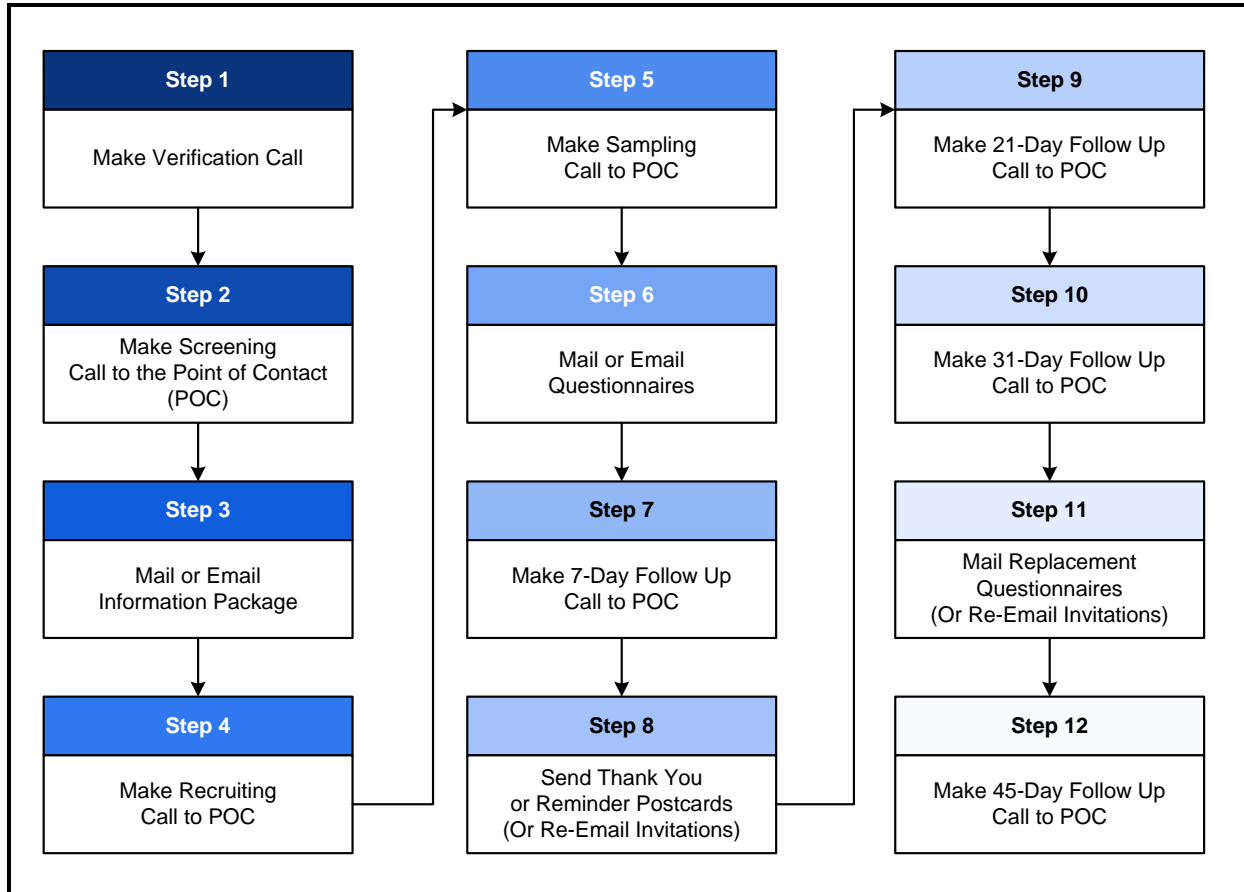 Step 1
Make Verification Call
Step 2
Make Screening
Call to the Point of Contact
(POC)
Step 3
Mail or Email
Information Package
Step 4
Make Recruiting
Call to POC
Step 5
Make Sampling
Call to POC
Step 6
Mail or Email
Questionnaires
Step 7
Make 7-Day Follow Up
Call to POC
Step 8
Send Thank You
or Reminder Postcards
(Or Re-Email Invitations)
Step 9
Make 21-Day Follow Up
Call to POC
Step 10
Make 31-Day Follow Up
Call to POC
Step 11
Mail Replacement
Questionnaires
(Or Re-Email Invitations)
Step 12
Make 45-Day Follow Up
Call to POC